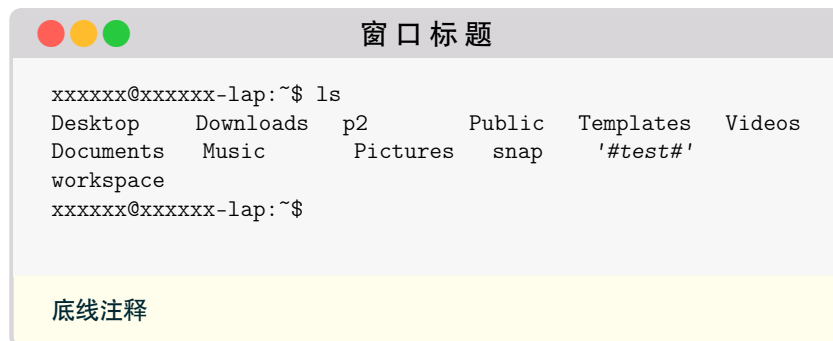 窗口标题
xxxxxx@xxxxxx-lap:~$ ls
Desktop Downloads p2 Public Templates Videos
Documents Music Pictures snap '#test#'
workspace
xxxxxx@xxxxxx-lap:~$
底线注释